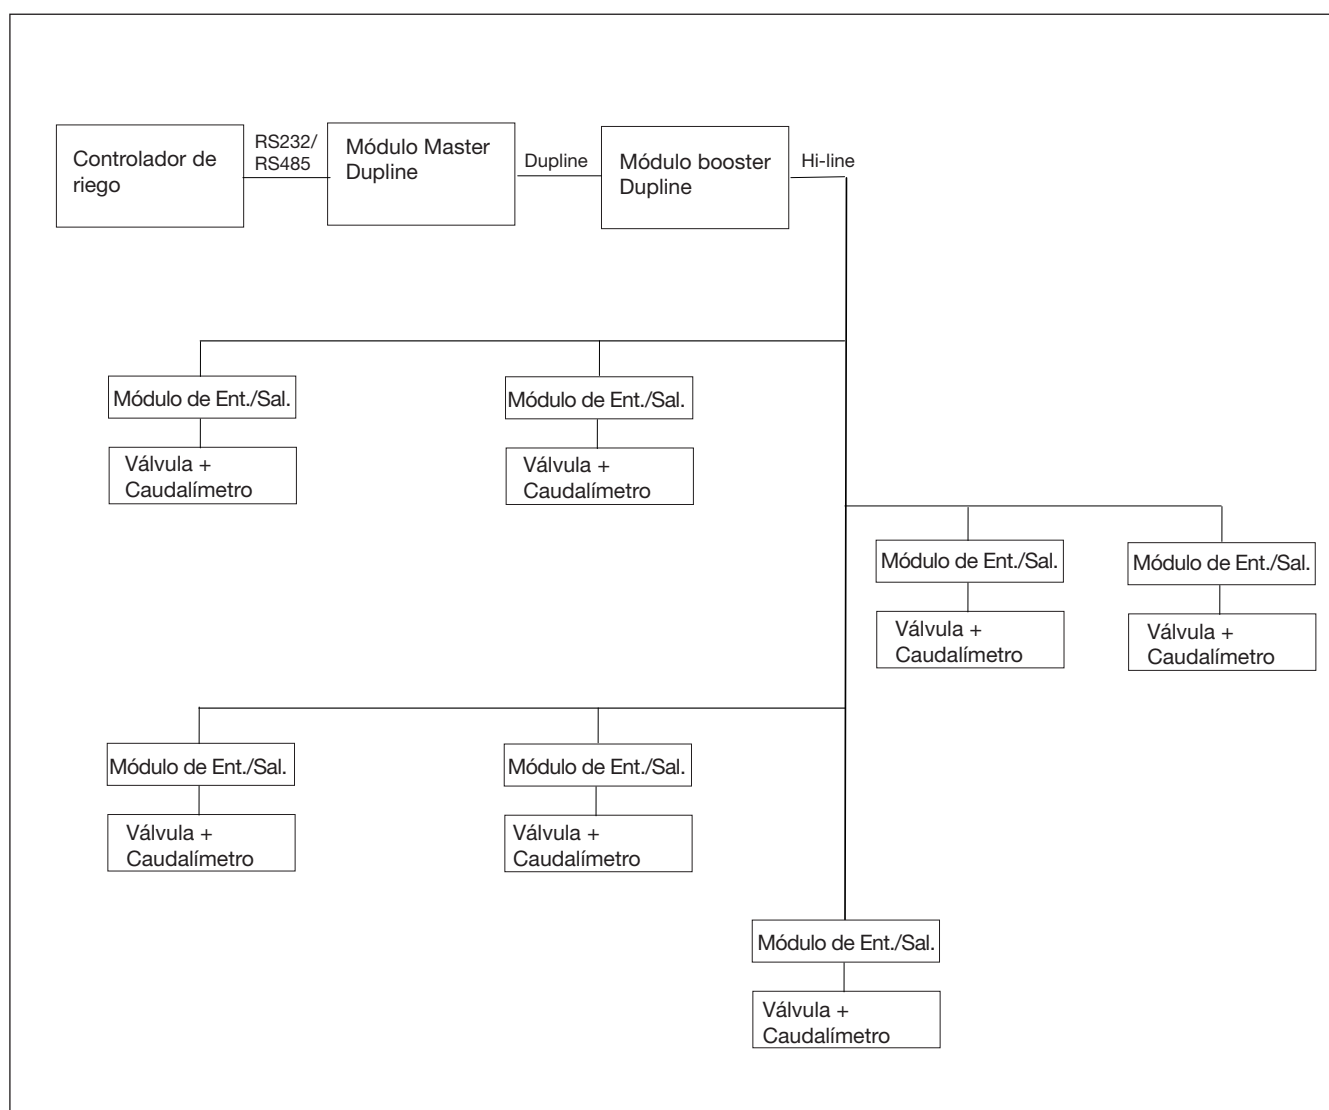 Controlador de
riego
RS232/
RS485
Módulo Master
Dupline
Dupline
Módulo booster
Dupline
Hi-line
Módulo de Ent./Sal.
Válvula +
Caudalímetro
Módulo de Ent./Sal.
Válvula +
Caudalímetro
Módulo de Ent./Sal.
Válvula +
Caudalímetro
Módulo de Ent./Sal.
Válvula +
Caudalímetro
Módulo de Ent./Sal.
Válvula +
Caudalímetro
Módulo de Ent./Sal.
Válvula +
Caudalímetro
Módulo de Ent./Sal.
Válvula +
Caudalímetro